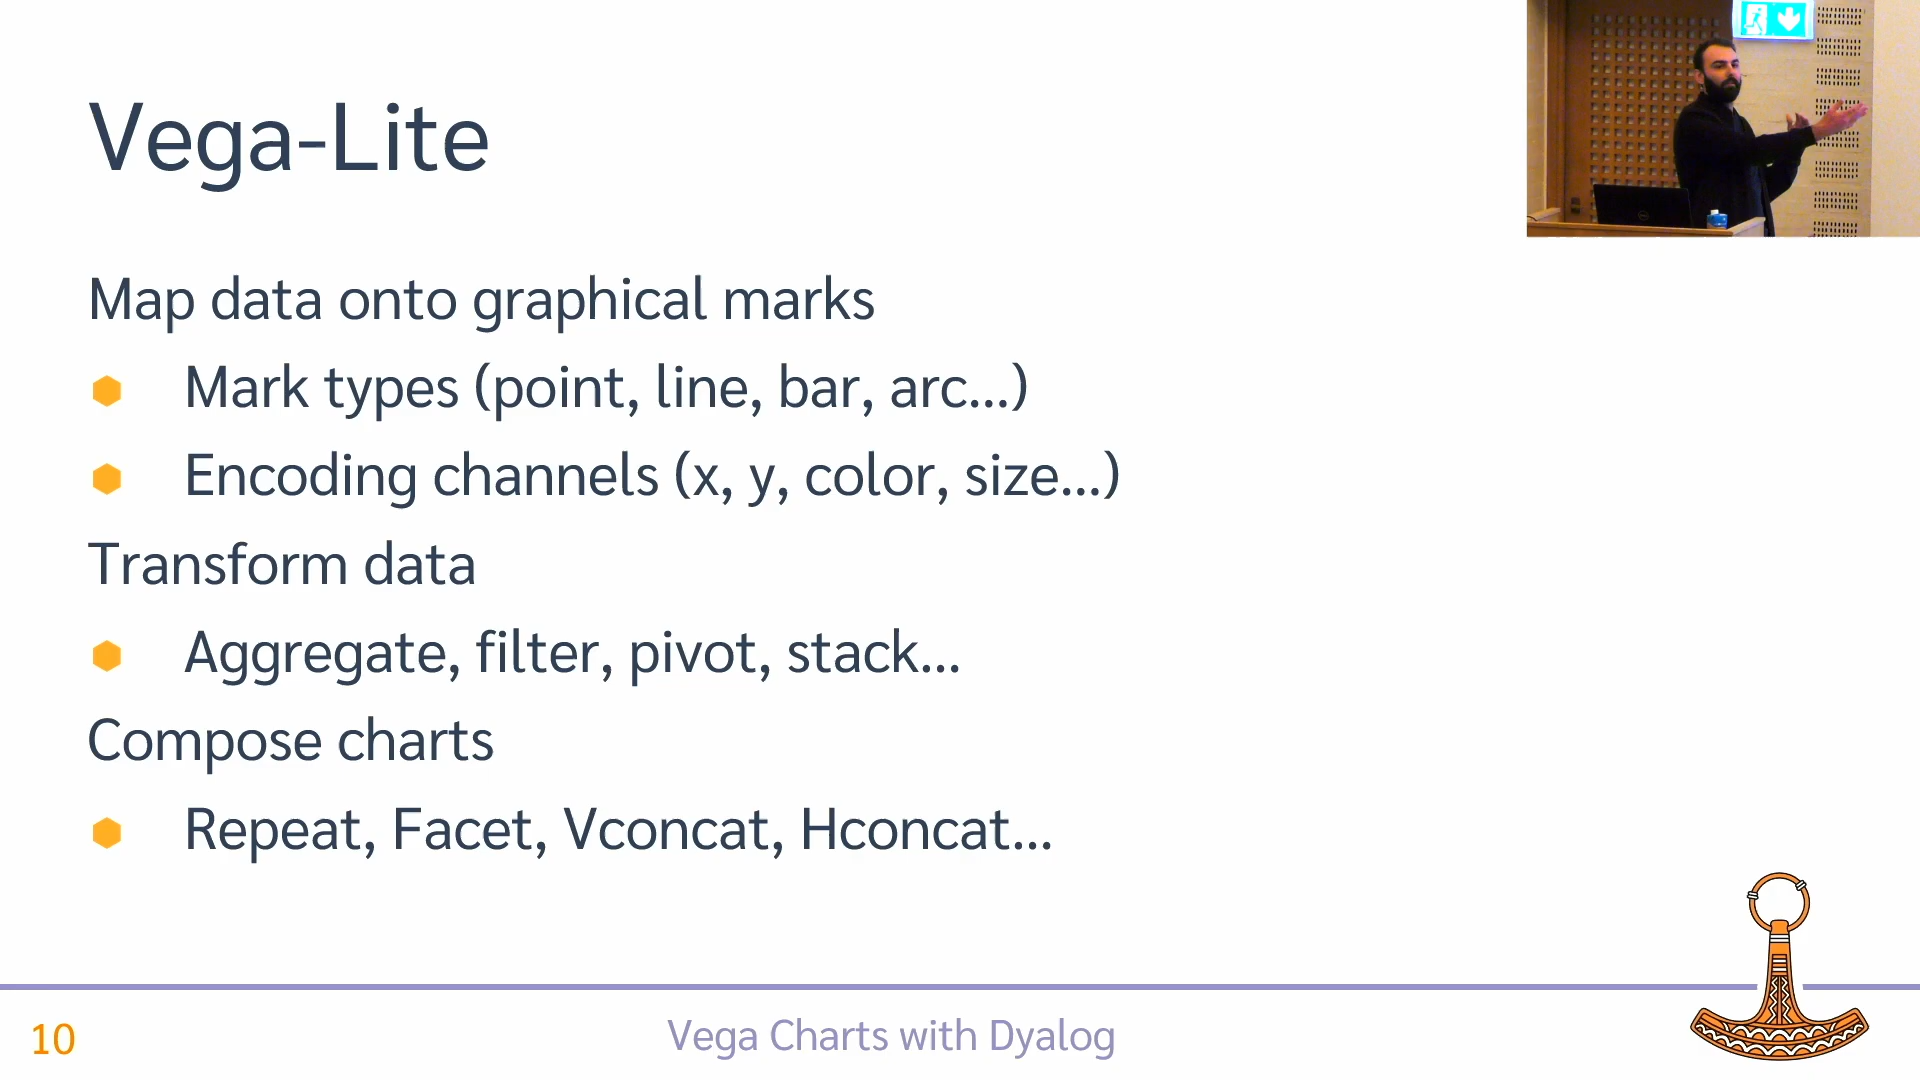 Vega-Lite
Map data onto graphical marks
Mark types (point, line, bar, arc…)
Encoding channels (x, y, color, size…)
Transform data
Aggregate, filter, pivot, stack…
Compose charts
Repeat, Facet, Vconcat, Hconcat…
10
Vega Charts with Dyalog